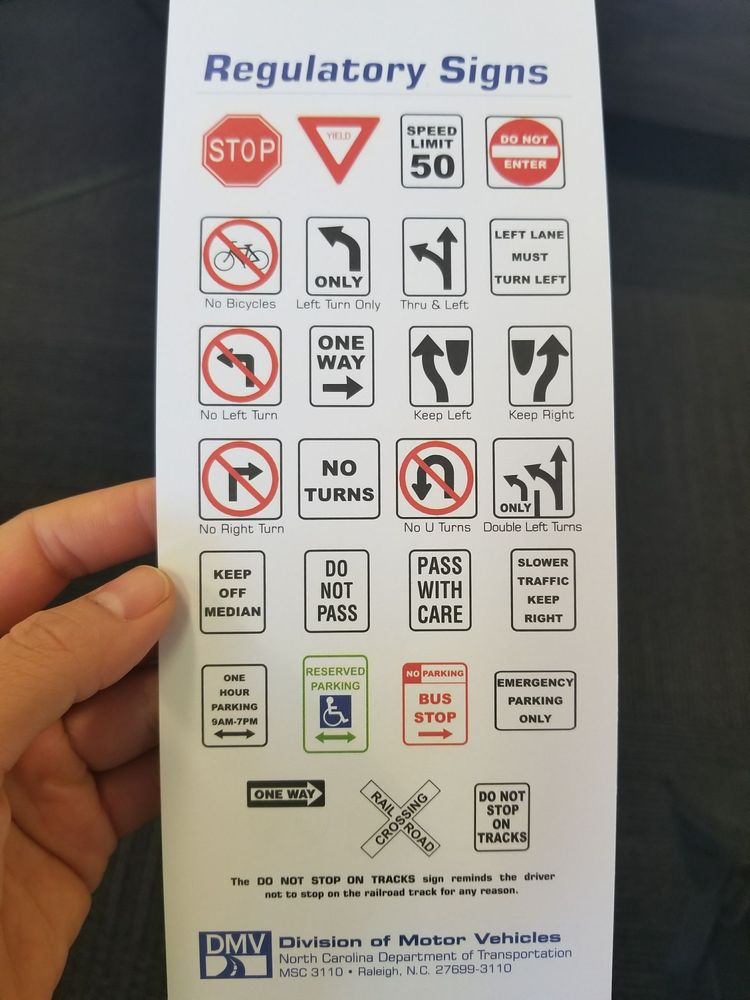 Regulatory Signs
STOP
YIELD
SPEED
LIMIT
50
DO NOT
ENTER
ONLY
LEFT LANE
MUST
TURN LEFT
No Bicycles
Left Turn Only
Thru & Left
ONE
WAY
No Left Turn
Keep Left
Keep Right
NO
TURNS
ONLY
No Right Turn
No U Turns
Double Left Turns
KEEP
OFF
MEDIAN
DO
NOT
PASS
PASS
WITH
CARE
SLOWER
TRAFFIC
KEEP
RIGHT
ONE
HOUR
PARKING
9AM-7PM
RESERVED
PARKING
NO PARKING
BUS
STOP
EMERGENCY
PARKING
ONLY
ONE WAY
RAIL ROAD
CROSSING
DO NOT
STOP
ON
TRACKS
The DO NOT STOP ON TRACKS sign reminds the driver
not to stop on the railroad track for any reason.
DMV
Division of Motor Vehicles
North Carolina Department of Transportation
MSC 3110 • Raleigh, N.C. 27699-3110